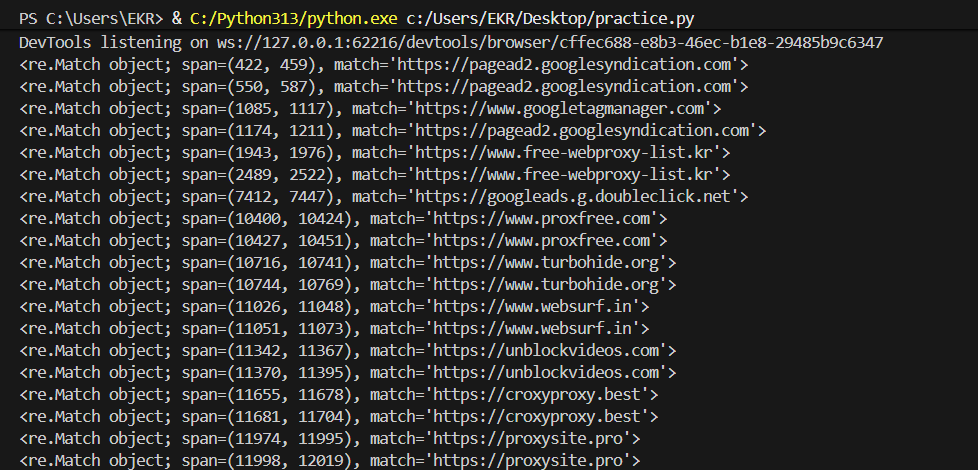 PS C:\Users\EKR> & C:/Python313/python.exe c:/Users/EKR/Desktop/practice.py
DevTools listening on ws://127.0.0.1:62216/devtools/browser/cffec688-e8b3-46ec-b1e8-29485b9c6347
<re.Match object; span=(422, 459), match='https://pagead2.googlesyndication.com'>
<re.Match object; span=(550, 587), match='https://pagead2.googlesyndication.com'>
<re.Match object; span=(1085, 1117), match='https://www.googletagmanager.com'>
<re.Match object; span=(1174, 1211), match='https://pagead2.googlesyndication.com'>
<re.Match object; span=(1943, 1976), match='https://www.free-webproxy-list.kr'>
<re.Match object; span=(2489, 2522), match='https://www.free-webproxy-list.kr'>
<re.Match object; span=(7412, 7447), match='https://googleads.g.doubleclick.net'>
<re.Match object; span=(10400, 10424), match='https://www.proxfree.com'>
<re.Match object; span=(10427, 10451), match='https://www.proxfree.com'>
<re.Match object; span=(10716, 10741), match='https://www.turbohide.org'>
<re.Match object; span=(10744, 10769), match='https://www.turbohide.org'>
<re.Match object; span=(11026, 11048), match='https://www.websurf.in'>
<re.Match object; span=(11051, 11073), match='https://www.websurf.in'>
<re.Match object; span=(11342, 11367), match='https://unblockvideos.com'>
<re.Match object; span=(11370, 11395), match='https://unblockvideos.com'>
<re.Match object; span=(11655, 11678), match='https://croxyproxy.best'>
<re.Match object; span=(11681, 11704), match='https://croxyproxy.best'>
<re.Match object; span=(11974, 11995), match='https://proxysite.pro'>
<re.Match object; span=(11998, 12019), match='https://proxysite.pro'>